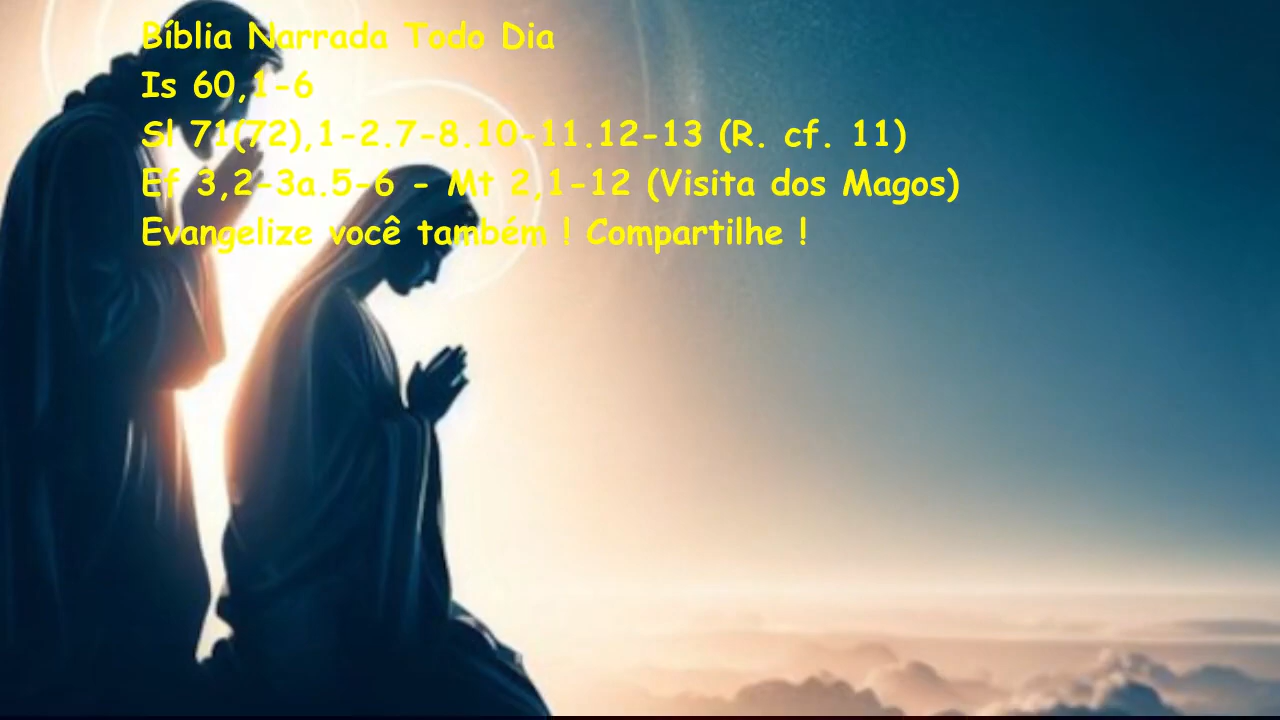 Bíblia Narrada Todo Dia
Is 60,1-6
Sl 71(72),1-2.7-8.10-11.12-13 (R. cf. 11)
Ef 3,2-3a.5-6 - Mt 2,1-12 (Visita dos Magos)
Evangelize você também ! Compartilhe !